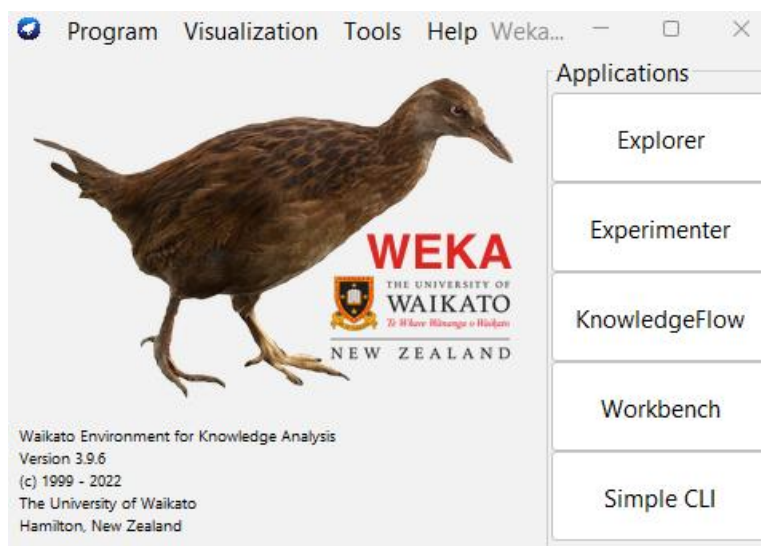 Program Visualization Tools Help Weka...
Applications
Explorer
Experimenter
KnowledgeFlow
Workbench
Simple CLI
WEKA
THE UNIVERSITY OF
WAIKATO
Te Whare Wānanga o Waikato
NEW ZEALAND
Waikato Environment for Knowledge Analysis
Version 3.9.6
(c) 1999 - 2022
The University of Waikato
Hamilton, New Zealand